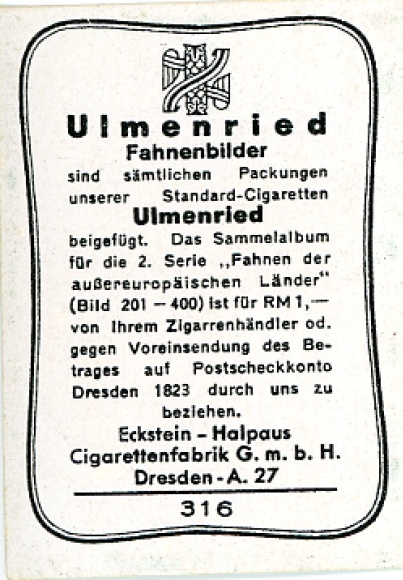 Ulmenried
Fahnenbilder
sind sämtlichen Packungen
unserer Standard-Cigaretten
Ulmenried
beigefügt. Das Sammelalbum
für die 2. Serie „Fahnen der
außereuropäischen Länder"
(Bild 201 — 400) ist für RM 1,—
von Ihrem Zigarrenhändler od.
gegen Voreinsendung des Be-
trages auf Postscheckkonto
Dresden 1823 durch uns zu
beziehen.
Eckstein - Halpaus
Cigarettenfabrik G. m. b. H.
Dresden - A. 27
316